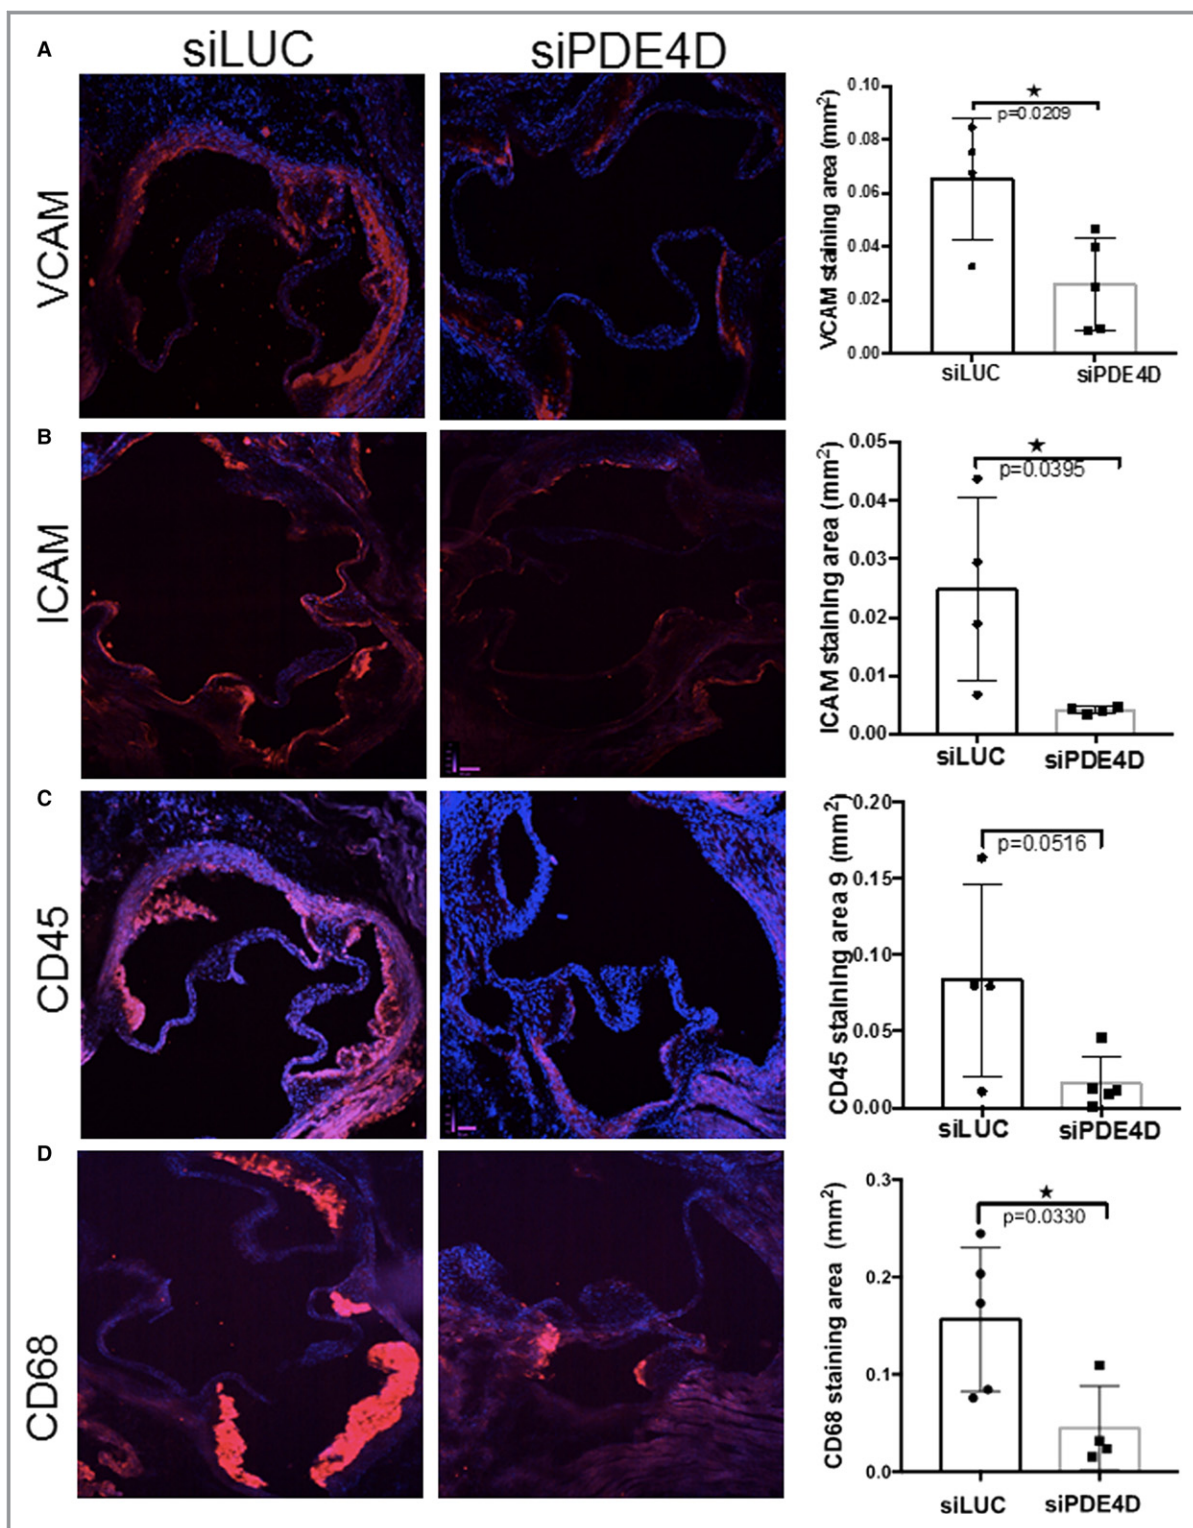 siLUC siPDE4D
A
VCAM
VCAM staining area (mm2)
0.10
0.08
0.06
0.04
0.02
0.00
★
p=0.0209
siLUC siPDE4D
B
ICAM
ICAM staining area (mm2)
0.05
0.04
0.03
0.02
0.01
0.00
★
p=0.0395
siLUC siPDE4D
C
CD45
CD45 staining area 9 (mm2)
0.20
0.15
0.10
0.05
0.00
p=0.0516
siLUC siPDE4D
D
CD68
CD68 staining area (mm2)
0.3
0.2
0.1
0.0
★
p=0.0330
siLUC siPDE4D